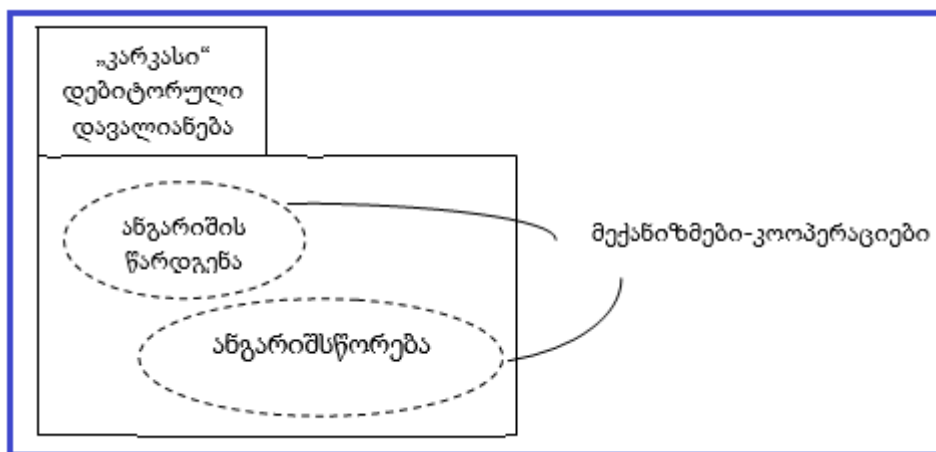 „კარკასი“
დებიტორული
დავალიანება
ანგარიშის
წარდგენა
მექანიზმები-კოოპერაციები
ანგარიშსწორება